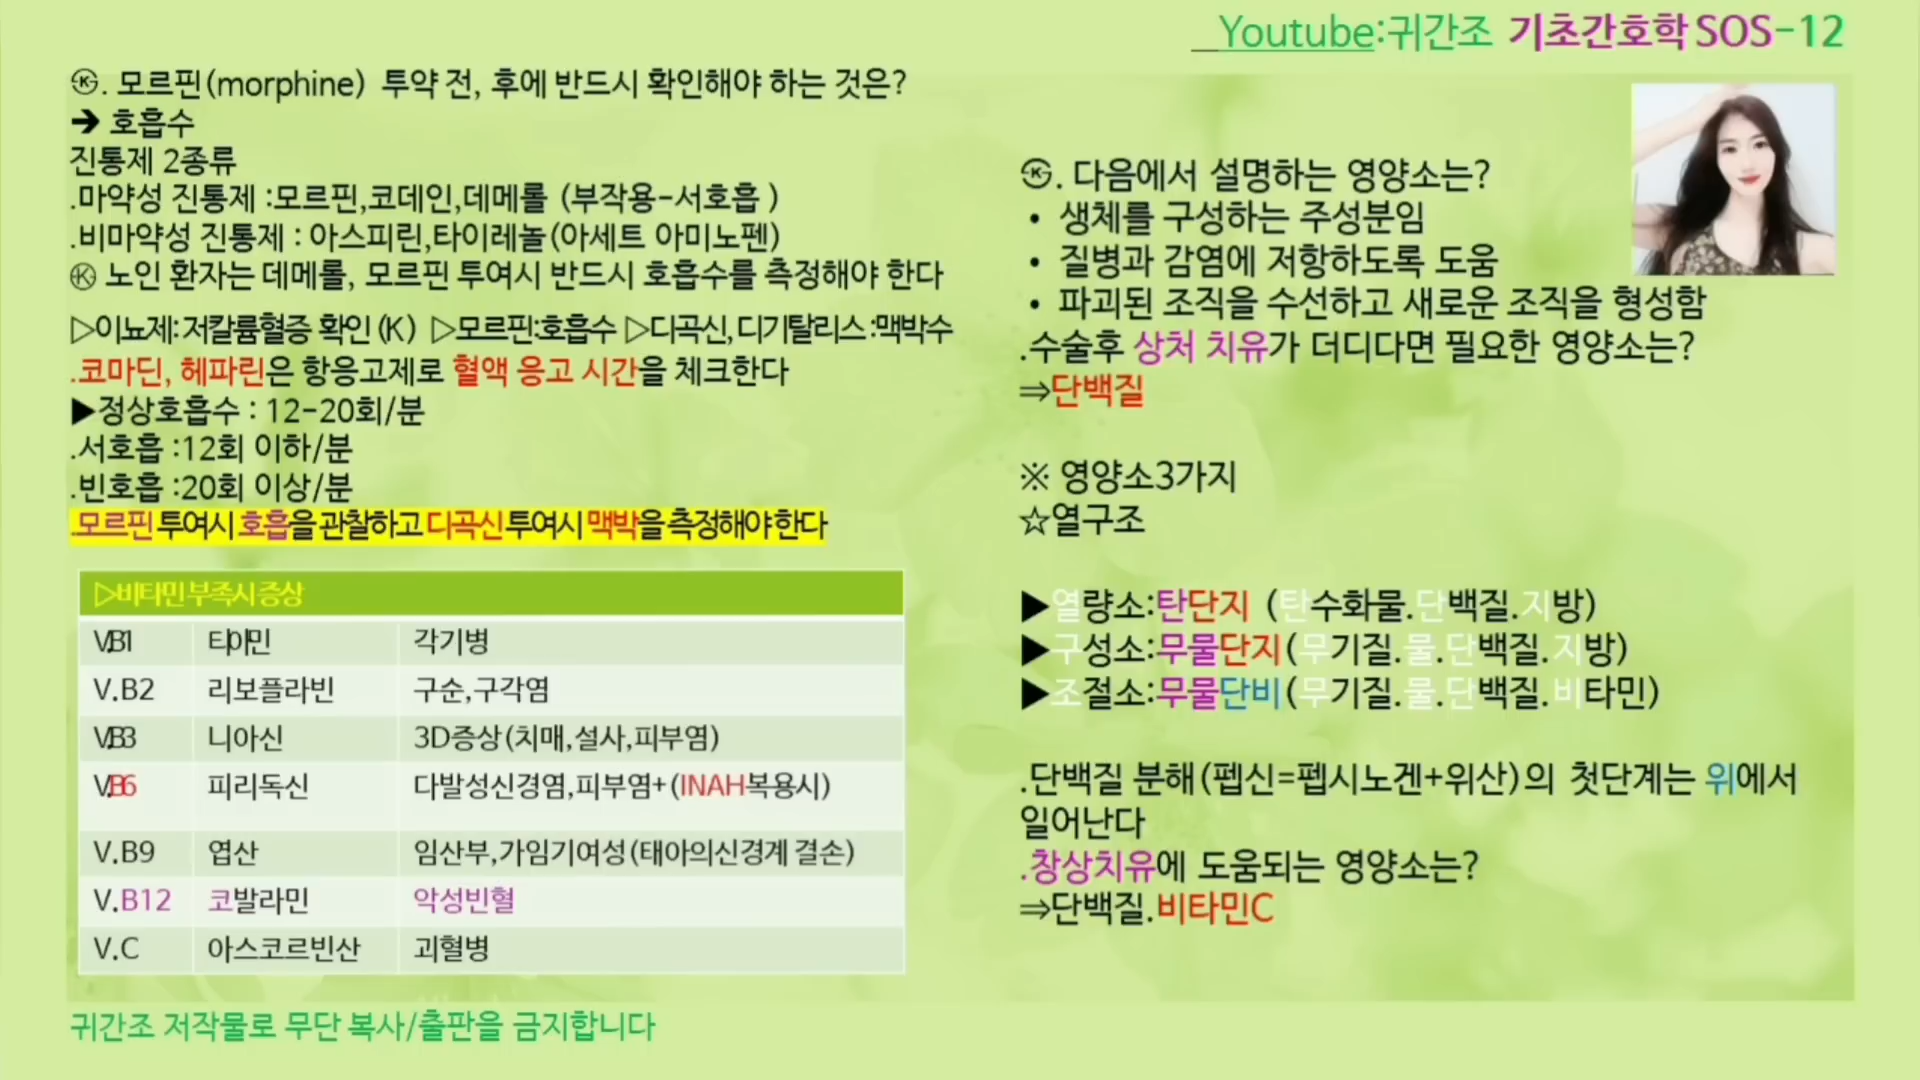 _Youtube:귀간조 기초간호학 SOS-12
Ⓚ. 모르핀(morphine) 투약 전, 후에 반드시 확인해야 하는 것은?
➔ 호흡수
진통제 2종류
.마약성 진통제 :모르핀,코데인,데메롤 (부작용-서호흡 )
.비마약성 진통제 : 아스피린,타이레놀(아세트 아미노펜)
Ⓚ 노인 환자는 데메롤, 모르핀 투여시 반드시 호흡수를 측정해야 한다
▷이뇨제: 저칼륨혈증 확인 (K) ▷모르핀:호흡수 ▷디곡신, 디기탈리스 :맥박수
.코마딘, 헤파린은 항응고제로 혈액 응고 시간을 체크한다
▶정상호흡수 : 12-20회/분
.서호흡 :12회 이하/분
.빈호흡 :20회 이상/분
.모르핀 투여시 호흡을 관찰하고 디곡신 투여시 맥박을 측정해야 한다
▷비타민 부족시 증상
V.B1 티아민 각기병
V.B2 리보플라빈 구순,구각염
V.B3 니아신 3D증상(치매,설사,피부염)
V.B6 피리독신 다발성신경염,피부염+(INAH복용시)
V.B9 엽산 임산부,가임기여성(태아의신경계 결손)
V.B12 코발라민 악성빈혈
V.C 아스코르빈산 괴혈병
Ⓚ. 다음에서 설명하는 영양소는?
• 생체를 구성하는 주성분임
• 질병과 감염에 저항하도록 도움
• 파괴된 조직을 수선하고 새로운 조직을 형성함
.수술후 상처 치유가 더디다면 필요한 영양소는?
⇒단백질
※ 영양소3가지
☆열구조
▶열량소:탄단지 (탄수화물.단백질.지방)
▶구성소:무물단지(무기질.물.단백질.지방)
▶조절소:무물단비(무기질.물.단백질.비타민)
.단백질 분해(펩신=펩시노겐+위산)의 첫단계는 위에서
일어난다
.창상치유에 도움되는 영양소는?
⇒단백질.비타민C
귀간조 저작물로 무단 복사/출판을 금지합니다